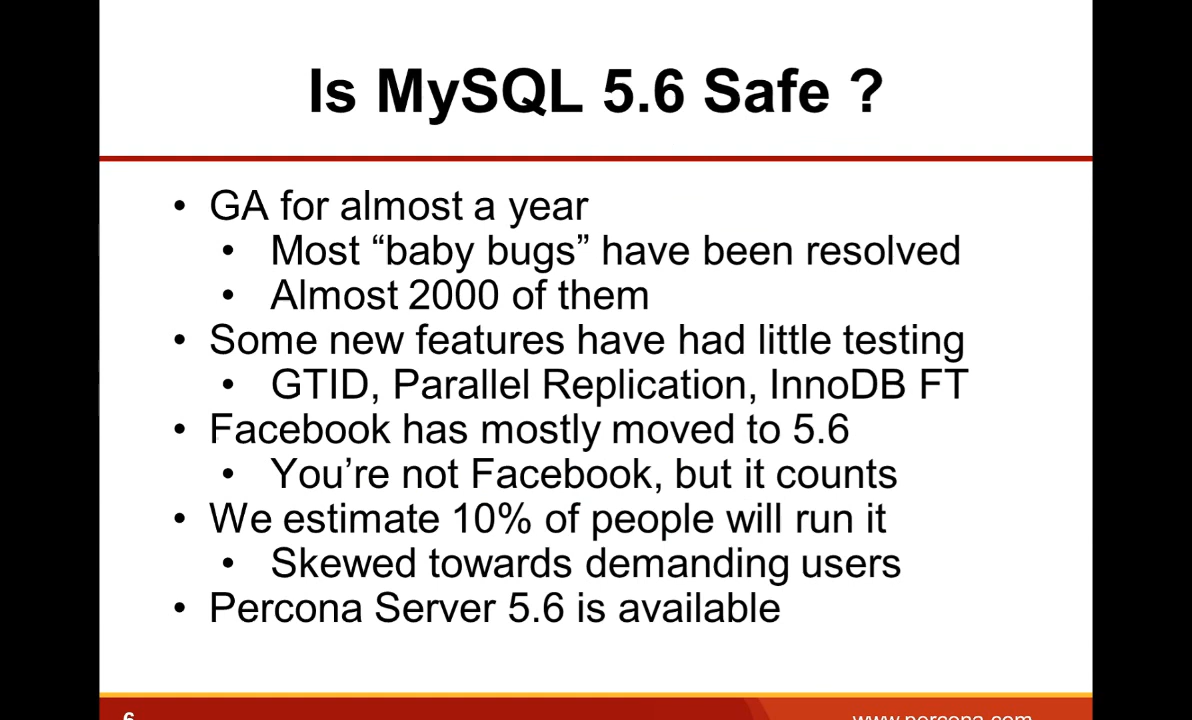 Is MySQL 5.6 Safe ?
• GA for almost a year
• Most “baby bugs” have been resolved
• Almost 2000 of them
• Some new features have had little testing
• GTID, Parallel Replication, InnoDB FT
• Facebook has mostly moved to 5.6
• You’re not Facebook, but it counts
• We estimate 10% of people will run it
• Skewed towards demanding users
• Percona Server 5.6 is available
6
www.percona.com